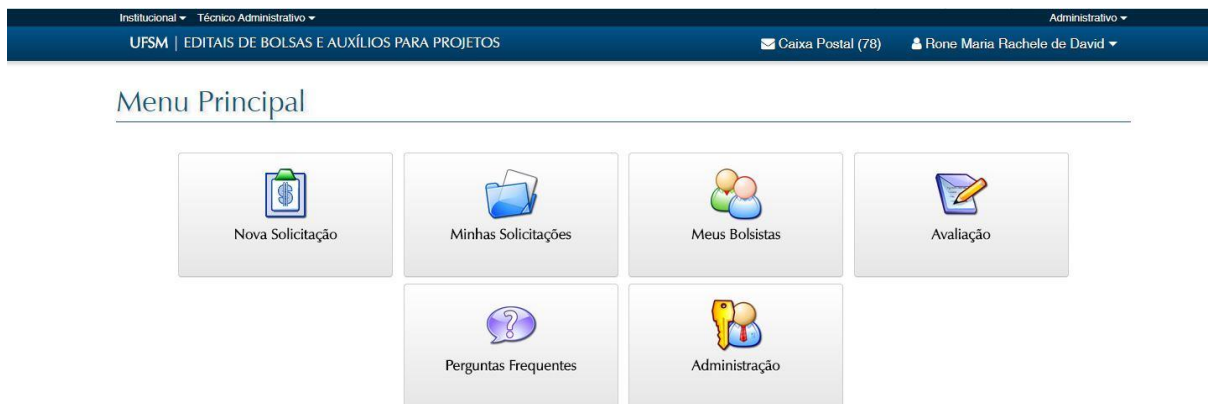 Institucional Técnico Administrativo Administrativo
UFSM | EDITAIS DE BOLSAS E AUXÍLIOS PARA PROJETOS Caixa Postal (78) Rone Maria Rachele de David
Menu Principal
Nova Solicitação Minhas Solicitações Meus Bolsistas Avaliação
Perguntas Frequentes Administração